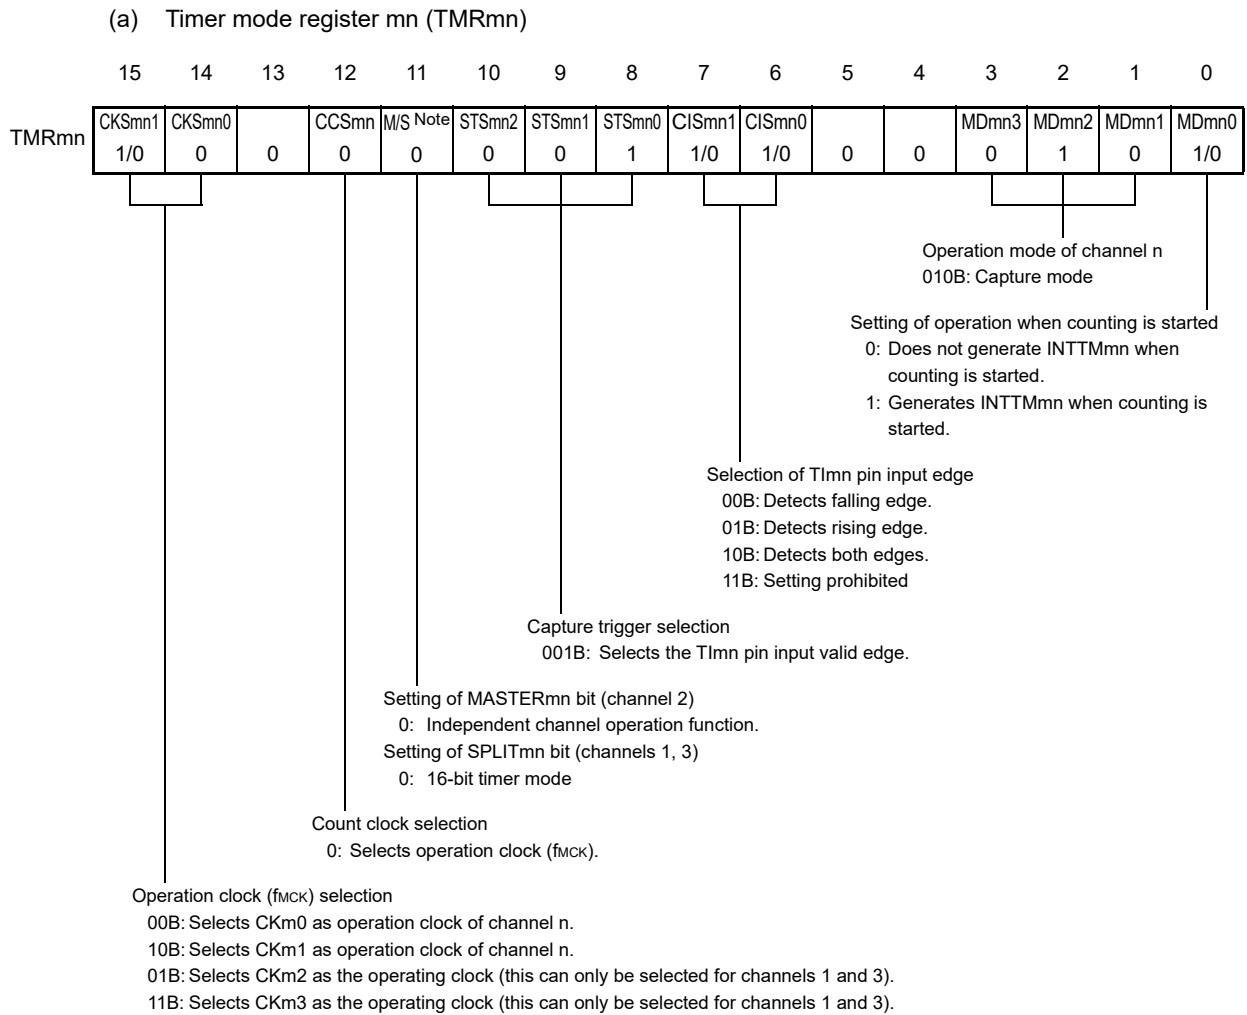 (a) Timer mode register mn (TMRmn)
15 14 13 12 11 10 9 8 7 6 5 4 3 2 1 0
TMRmn CKSmn1 CKSmn0 CCSmn M/S Note STSmn2 STSmn1 STSmn0 CISmn1 CISmn0 MDmn3 MDmn2 MDmn1 MDmn0
1/0 0 0 0 0 0 0 1 1/0 1/0 0 0 0 1 0 1/0
Operation mode of channel n
010B: Capture mode
Setting of operation when counting is started
0: Does not generate INTTMmn when
counting is started.
1: Generates INTTMmn when counting is
started.
Selection of TImn pin input edge
00B: Detects falling edge.
01B: Detects rising edge.
10B: Detects both edges.
11B: Setting prohibited
Capture trigger selection
001B: Selects the TImn pin input valid edge.
Setting of MASTERmn bit (channel 2)
0: Independent channel operation function.
Setting of SPLITmn bit (channels 1, 3)
0: 16-bit timer mode
Count clock selection
0: Selects operation clock (fMCK).
Operation clock (fMCK) selection
00B: Selects CKm0 as operation clock of channel n.
10B: Selects CKm1 as operation clock of channel n.
01B: Selects CKm2 as the operating clock (this can only be selected for channels 1 and 3).
11B: Selects CKm3 as the operating clock (this can only be selected for channels 1 and 3).